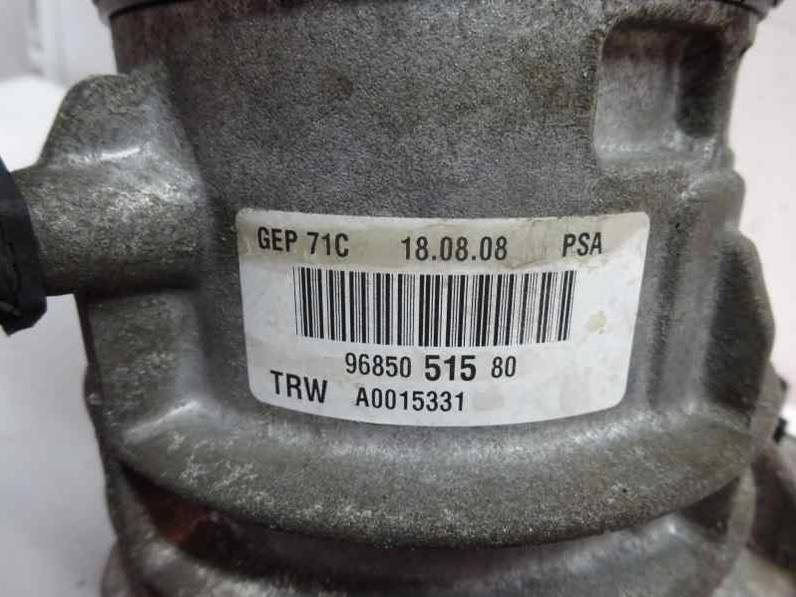 GEP 71C 18.08.08 PSA
96850 515 80
TRW A0015331